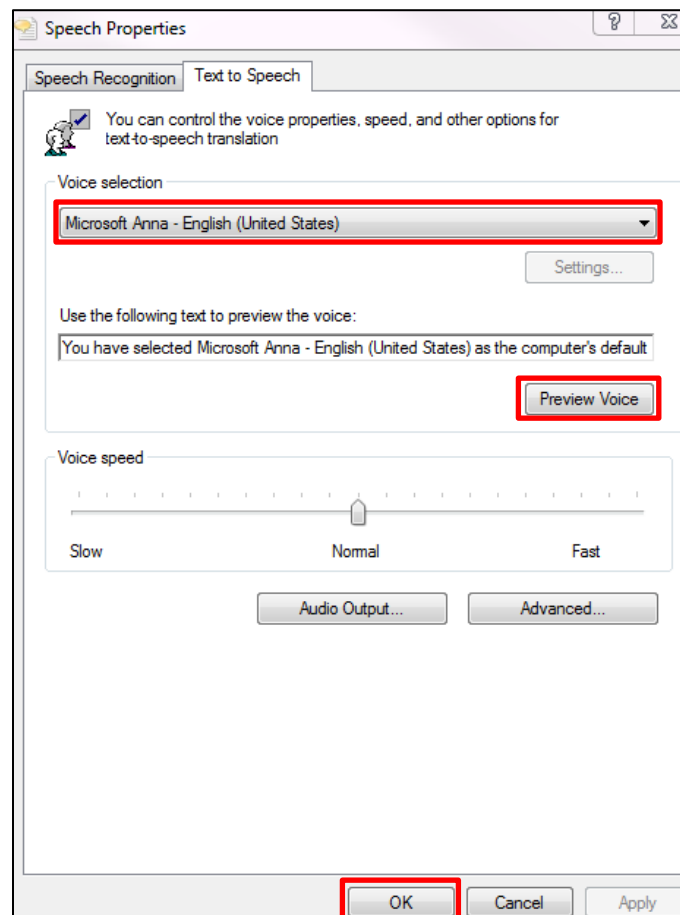 Speech Properties
Speech Recognition
Text to Speech
You can control the voice properties, speed, and other options for
text-to-speech translation
Voice selection
Microsoft Anna - English (United States)
Settings...
Use the following text to preview the voice:
You have selected Microsoft Anna - English (United States) as the computer's default
Preview Voice
Voice speed
Slow
Normal
Fast
Audio Output...
Advanced...
OK
Cancel
Apply